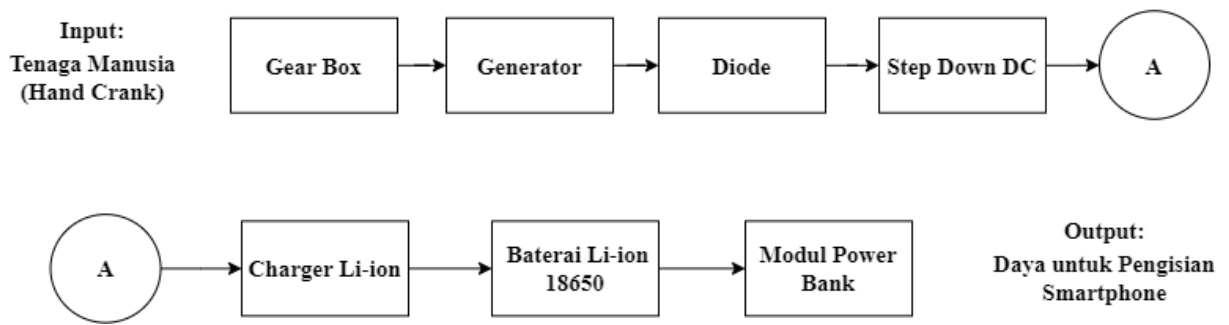 Input:
Tenaga Manusia
(Hand Crank)
Gear Box
Generator
Diode
Step Down DC
A
A
Charger Li-ion
Baterai Li-ion
18650
Modul Power
Bank
Output:
Daya untuk Pengisian
Smartphone